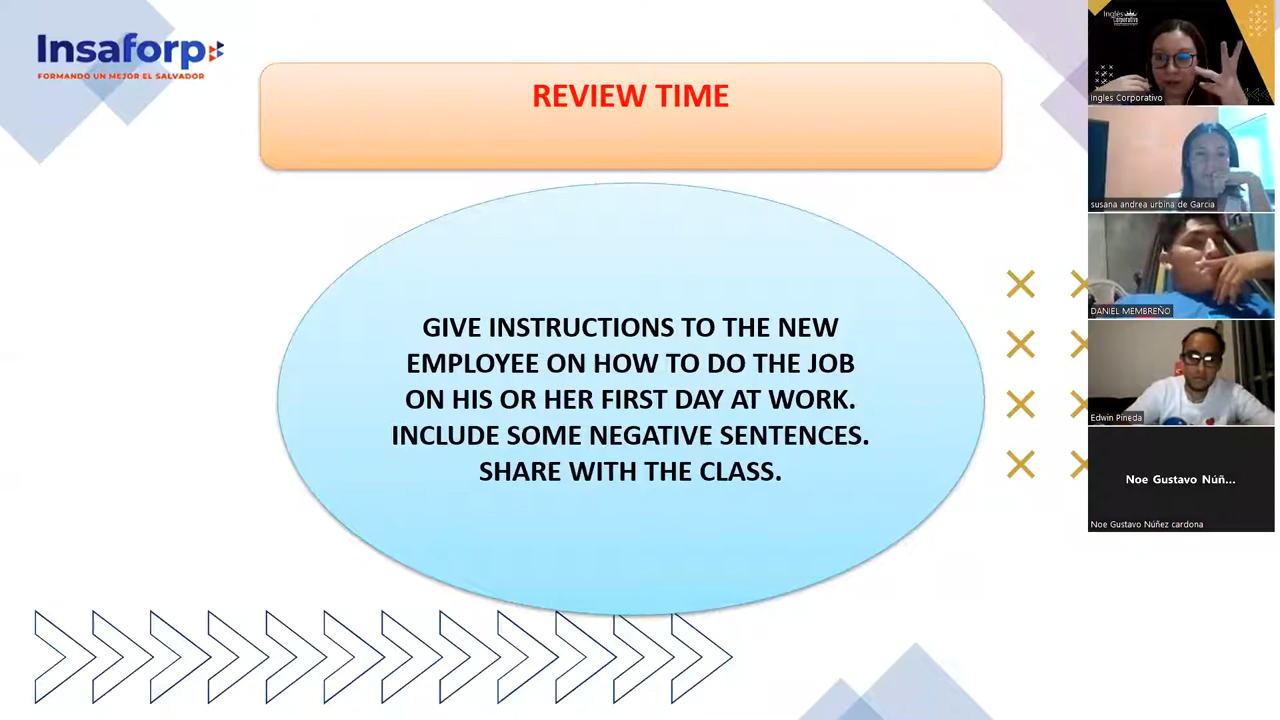 Insaforp
FORMANDO UN MEJOR EL SALVADOR
REVIEW TIME
GIVE INSTRUCTIONS TO THE NEW
EMPLOYEE ON HOW TO DO THE JOB
ON HIS OR HER FIRST DAY AT WORK.
INCLUDE SOME NEGATIVE SENTENCES.
SHARE WITH THE CLASS.
Inglés
Corporativo
Ingles Corporativo
susana andrea urbina de Garcia
DANIEL MEMBREÑO
Edwin Pineda
Noe Gustavo Núñ...
Noe Gustavo Núñez cardona